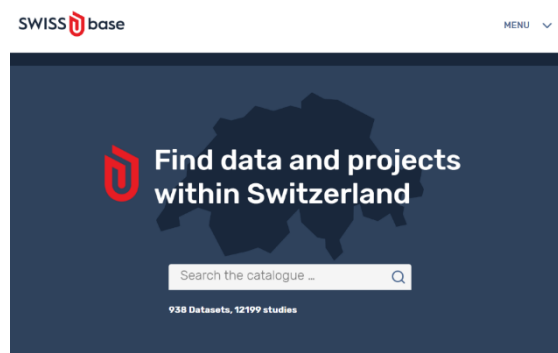 SWISS base
MENU
Find data and projects
within Switzerland
Search the catalogue ...
938 Datasets, 12199 studies